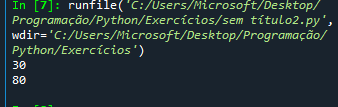 In [7]: runfile('C:/Users/Microsoft/Desktop/
Programação/Python/Exercícios/sem título2.py',
wdir='C:/Users/Microsoft/Desktop/Programação/
Python/Exercícios')
30
80